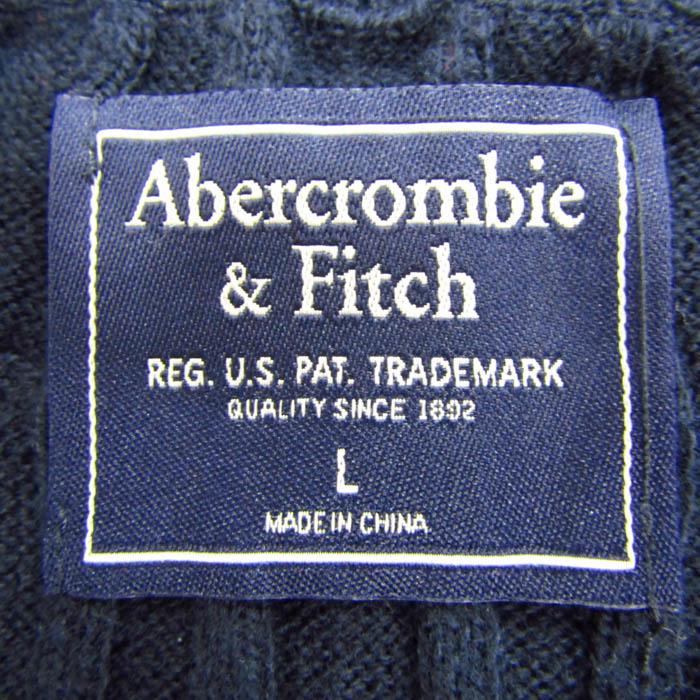 Abercrombie
& Fitch
REG. U.S. PAT. TRADEMARK
QUALITY SINCE 1892
L
MADE IN CHINA